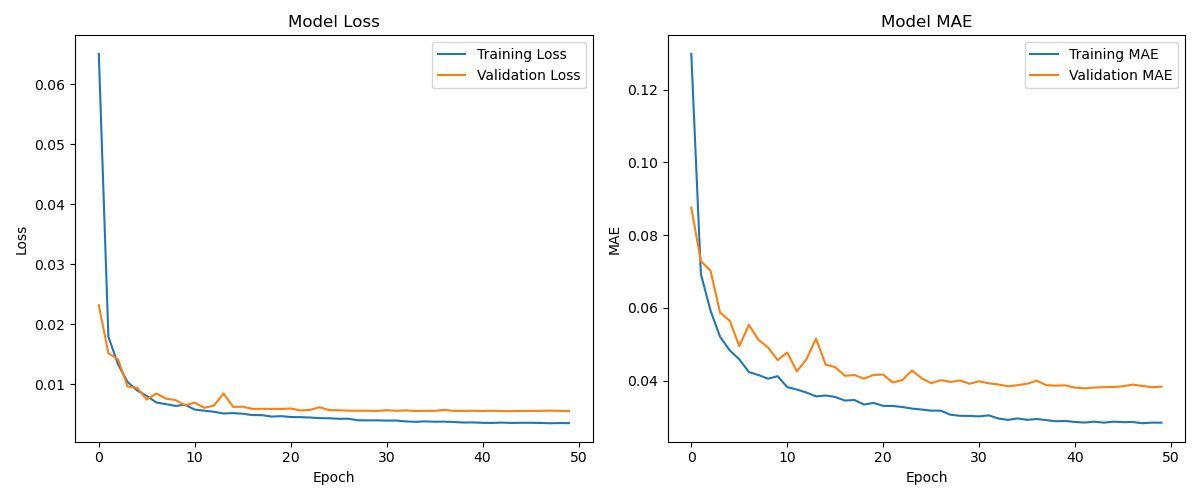 Model Loss
Training Loss
Validation Loss
0.06
0.05
0.04
0.03
0.02
0.01
Loss
0 10 20 30 40 50
Epoch
Model MAE
Training MAE
Validation MAE
0.12
0.10
0.08
0.06
0.04
MAE
0 10 20 30 40 50
Epoch